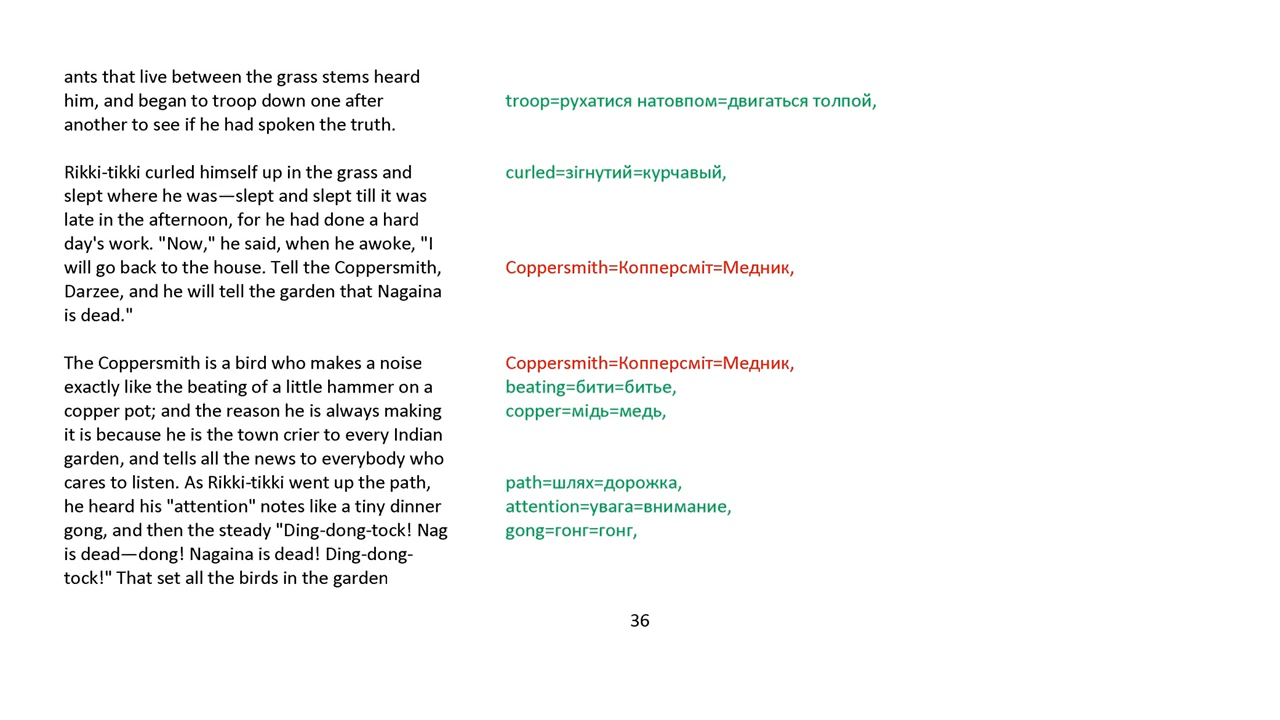 ants that live between the grass stems heard
him, and began to troop down one after
troop=рухатися натовпом=двигаться толпой,
another to see if he had spoken the truth.
Rikki-tikki curled himself up in the grass and
curled=зігнутий=курчавый,
slept where he was—slept and slept till it was
late in the afternoon, for he had done a hard
day's work. "Now," he said, when he awoke, "I
will go back to the house. Tell the Coppersmith,
Coppersmith=Копперсміт=Медник,
Darzee, and he will tell the garden that Nagaina
is dead."
The Coppersmith is a bird who makes a noise
Coppersmith=Копперсміт=Медник,
exactly like the beating of a little hammer on a
beating=бити=битье,
copper pot; and the reason he is always making
copper=мідь=медь,
it is because he is the town crier to every Indian
garden, and tells all the news to everybody who
cares to listen. As Rikki-tikki went up the path,
path=шлях=дорожка,
he heard his "attention" notes like a tiny dinner
attention=увага=внимание,
gong, and then the steady "Ding-dong-tock! Nag
gong=гонг=гонг,
is dead—dong! Nagaina is dead! Ding-dong-
tock!" That set all the birds in the garden
36